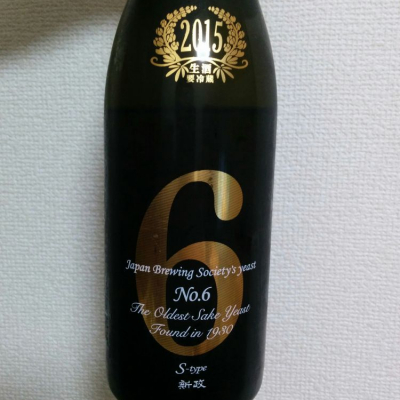 2015
生酒
要冷蔵
6
Japan Brewing Society's yeast
No.6
The Oldest Sake Yeast
Found in 1930
S-type
新政